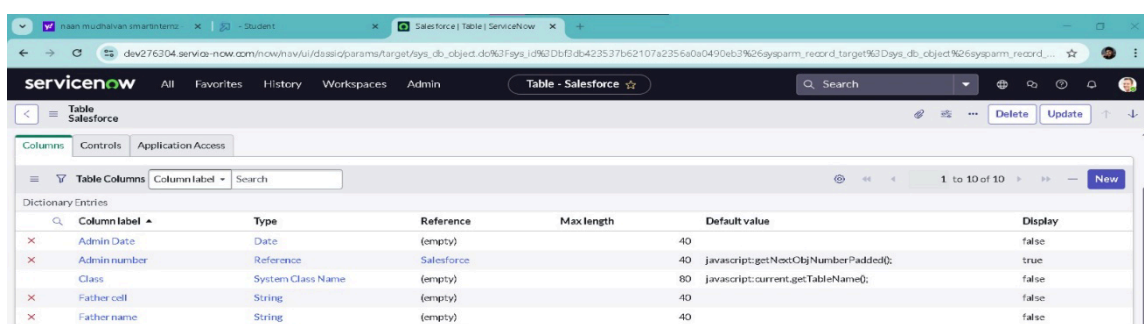 naan mudhalvan smartinternz - - Student Salesforce | Table | ServiceNow
dev276304.service-now.com/now/nav/ui/classic/params/target/sys_db_object.do%3Fsys_id%3Dbf3db423537b62107a2356a0a0490eb3%26sysparm_record_target%3Dsys_db_object%26sysparm_record_...
servicenow All Favorites History Workspaces Admin Table - Salesforce Search
Table
Salesforce Delete Update
Columns Controls Application Access
Table Columns Column label Search 1 to 10 of 10 New
Dictionary Entries
Column label Type Reference Max length Default value Display
Admin Date Date (empty) 40 false
Admin number Reference Salesforce 40 javascript:getNextObjNumberPadded(); true
Class System Class Name (empty) 80 javascript:current.getTableName(); false
Father cell String (empty) 40 false
Father name String (empty) 40 false